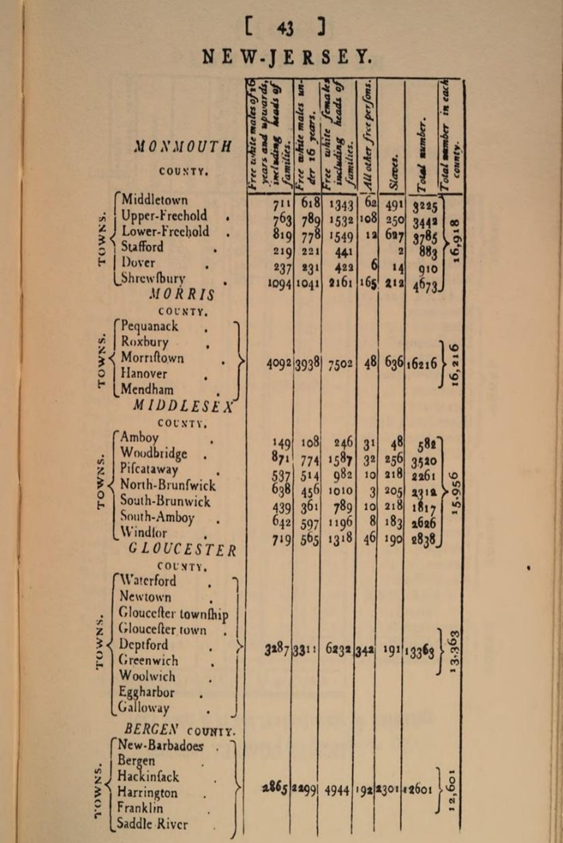 [ 43 ]
NEW-JERSEY.
MONMOUTH COUNTY.
Free white males of 16 years and upwards, including heads of families.
Free white males under 16 years.
Free white females including heads of families.
All other free persons.
Slaves.
Total number.
Total number in each county.
TOWNS.
Middletown 711 618 1343 62 491 3225
Upper-Freehold . 763 789 1532 108 250 3442
Lower-Freehold . 819 778 1549 12 627 3785
Stafford . 219 221 441 2 883
Dover . 237 231 422 6 14 910
Shrewſbury . 1094 1041 2161 165 212 4673
16,918
MORRIS
COUNTY.
TOWNS.
Pequanack .
Roxbury .
Morriſtown . 4092 3938 7502 48 636 16216
Hanover .
Mendham .
16,216
MIDDLESEX
COUNTY.
TOWNS.
Amboy . 149 108 246 31 48 582
Woodbridge . 871 774 1587 32 256 3520
Piſcataway . 537 514 982 10 218 2261
North-Brunſwick 638 456 1010 3 205 2312
South-Brunwick 439 361 789 10 218 1817
South-Amboy . 642 597 1196 8 183 2626
Windſor . 719 565 1318 46 190 2838
15,956
GLOUCESTER
COUNTY.
TOWNS.
Waterford .
Newtown .
Glouceſter townſhip
Glouceſter town .
Deptford . 3287 3311 6232 342 191 13363
Greenwich .
Woolwich .
Eggharbor .
Galloway .
13,363
BERGEN COUNTY.
TOWNS.
New-Barbadoes .
Bergen .
Hackinſack .
Harrington . 2865 2299 4944 192 2301 12601
Franklin .
Saddle River .
12,601